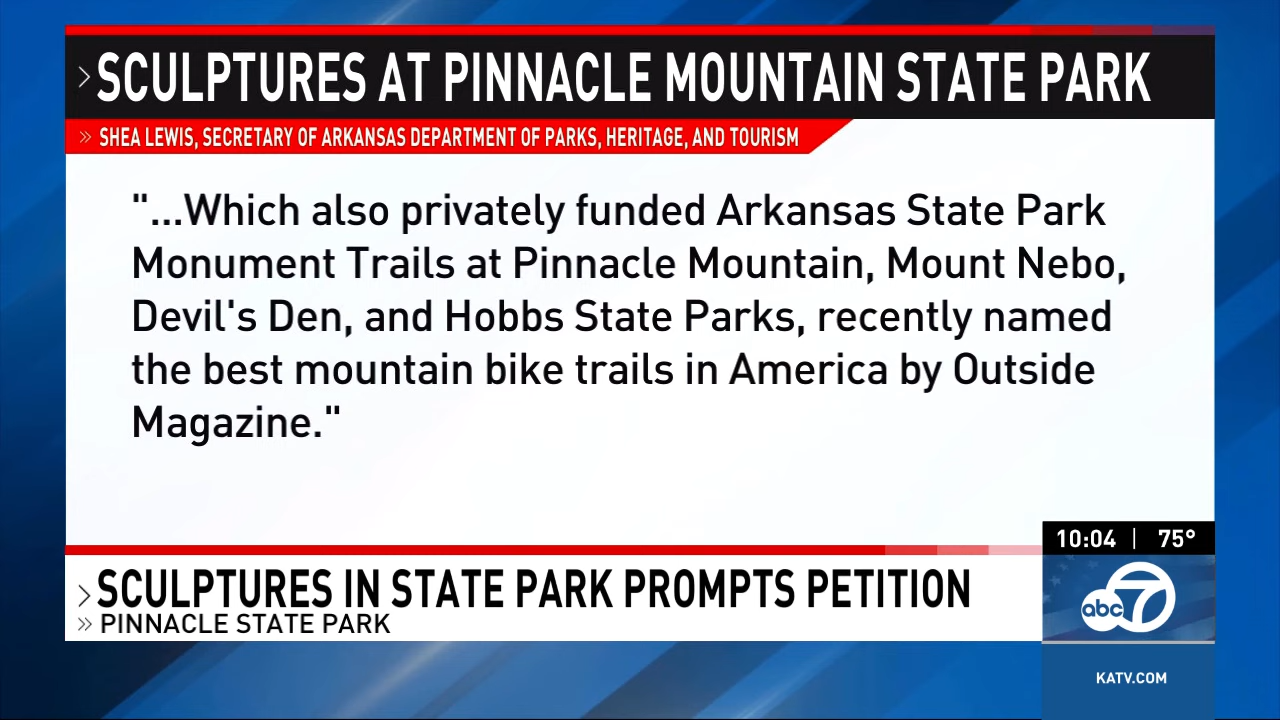 SCULPTURES AT PINNACLE MOUNTAIN STATE PARK
SHEA LEWIS, SECRETARY OF ARKANSAS DEPARTMENT OF PARKS, HERITAGE, AND TOURISM
"...Which also privately funded Arkansas State Park
Monument Trails at Pinnacle Mountain, Mount Nebo,
Devil's Den, and Hobbs State Parks, recently named
the best mountain bike trails in America by Outside
Magazine."
10:04 | 75°
SCULPTURES IN STATE PARK PROMPTS PETITION
PINNACLE STATE PARK
abc 7
KATV.COM